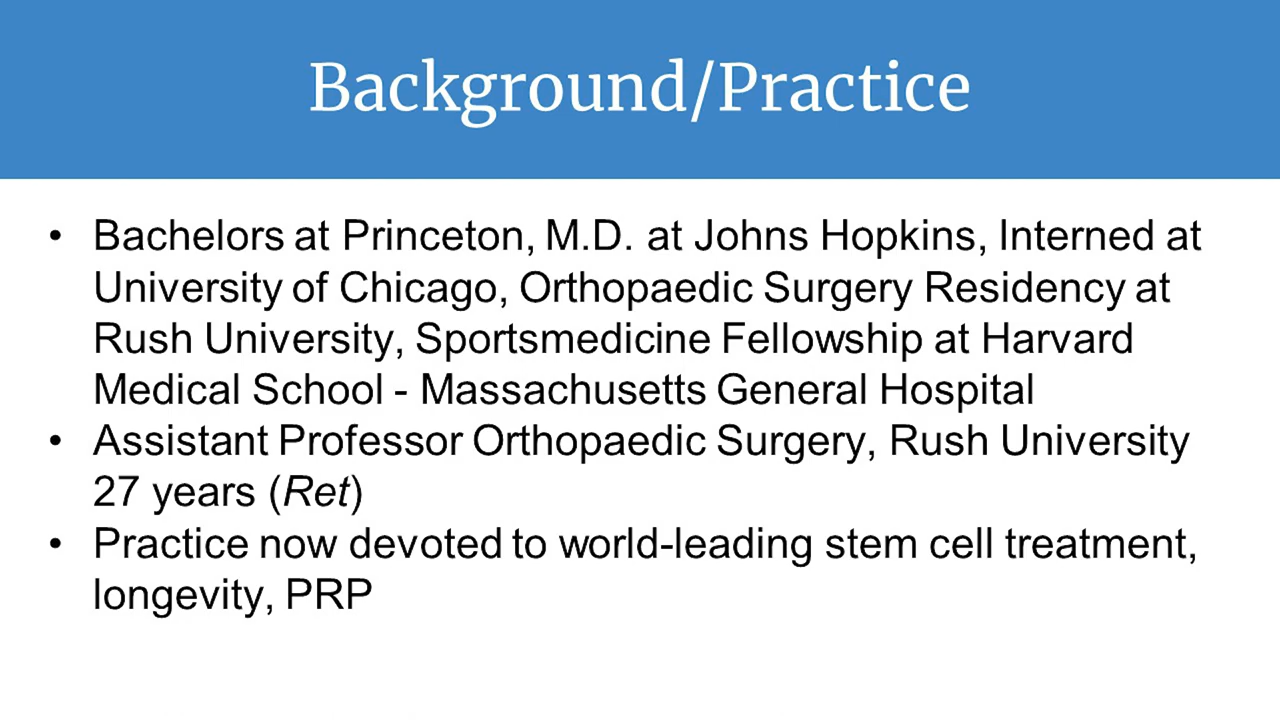 Background/Practice
• Bachelors at Princeton, M.D. at Johns Hopkins, Interned at
University of Chicago, Orthopaedic Surgery Residency at
Rush University, Sportsmedicine Fellowship at Harvard
Medical School - Massachusetts General Hospital
• Assistant Professor Orthopaedic Surgery, Rush University
27 years (Ret)
• Practice now devoted to world-leading stem cell treatment,
longevity, PRP